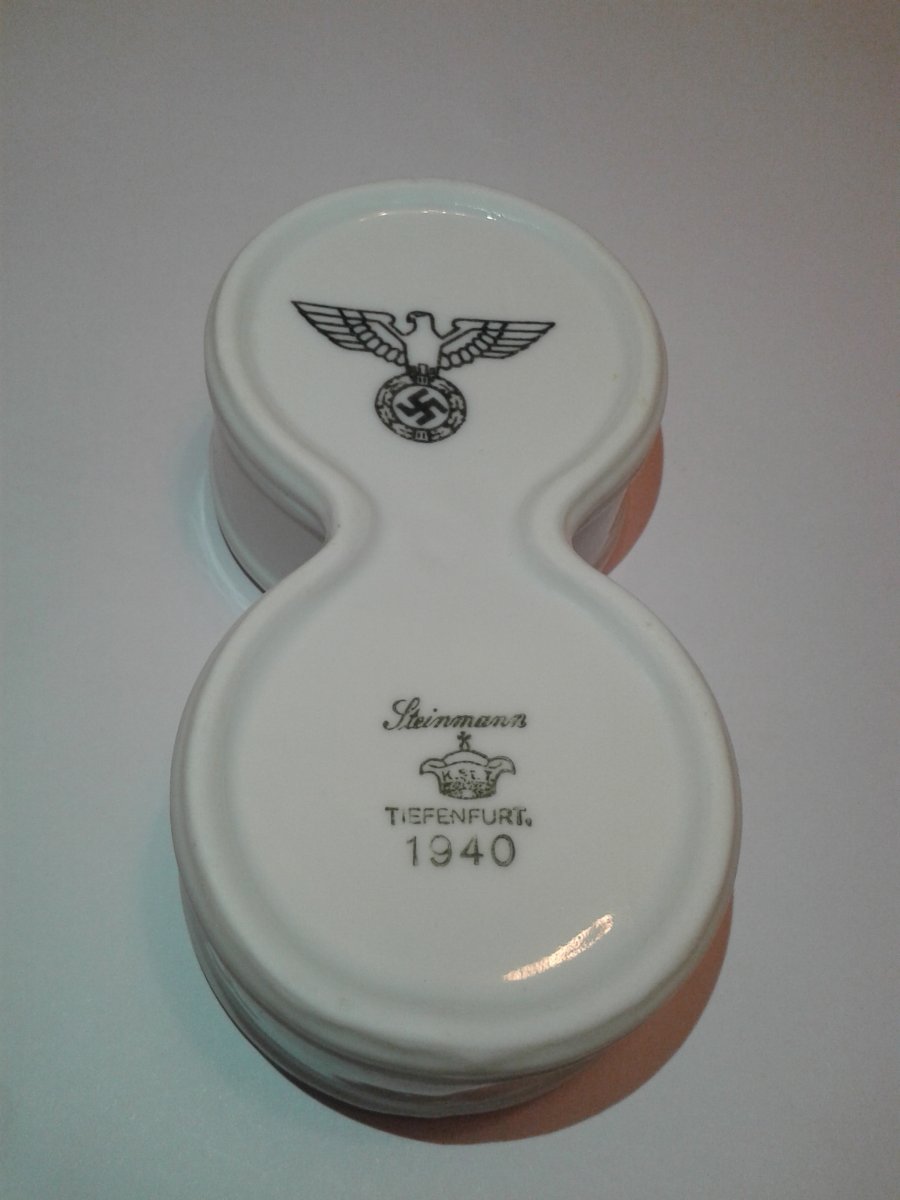 Steinmann
K.ST.T.
TIEFENFURT.
1940